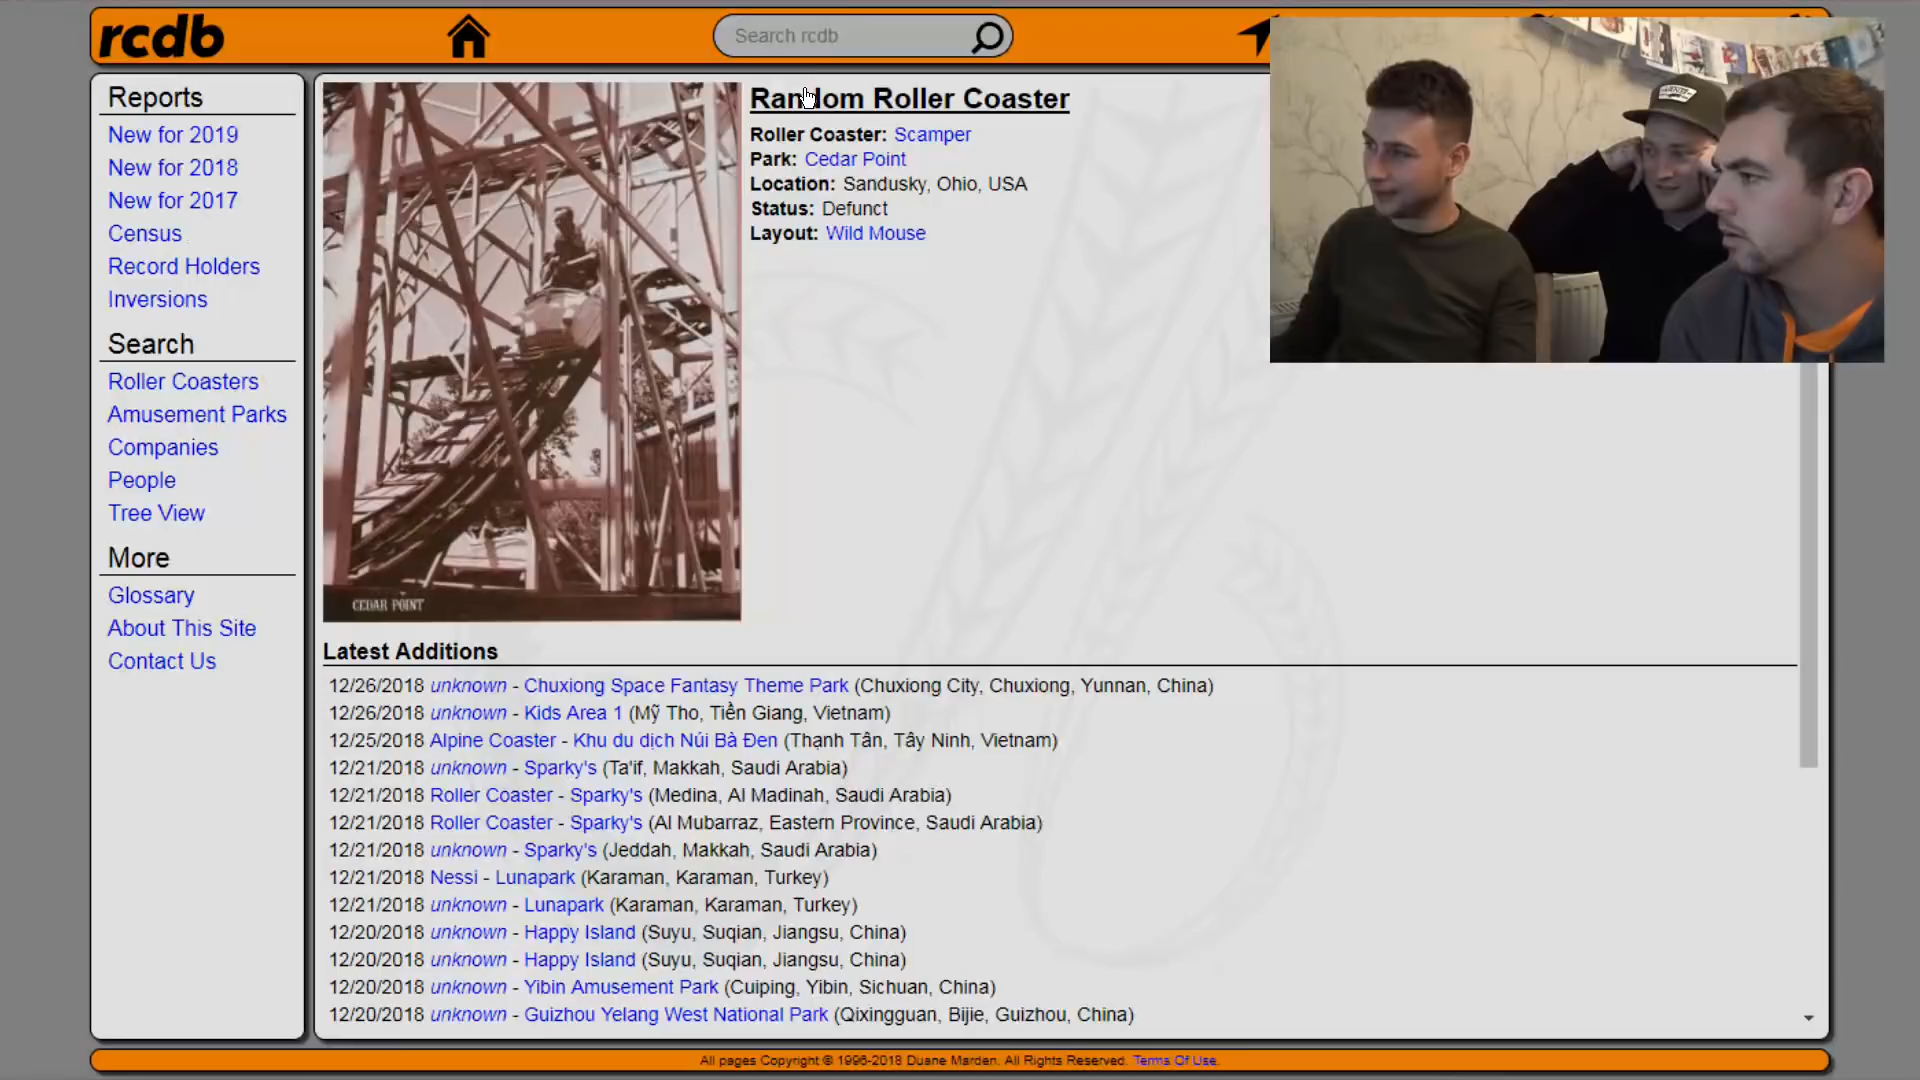 rcdb
Search rcdb
Reports
New for 2019
New for 2018
New for 2017
Census
Record Holders
Inversions
Search
Roller Coasters
Amusement Parks
Companies
People
Tree View
More
Glossary
About This Site
Contact Us
CEDAR POINT
Random Roller Coaster
Roller Coaster: Scamper
Park: Cedar Point
Location: Sandusky, Ohio, USA
Status: Defunct
Layout: Wild Mouse
Latest Additions
12/26/2018 unknown - Chuxiong Space Fantasy Theme Park (Chuxiong City, Chuxiong, Yunnan, China)
12/26/2018 unknown - Kids Area 1 (Mỹ Tho, Tiền Giang, Vietnam)
12/25/2018 Alpine Coaster - Khu du dịch Núi Bà Đen (Thạnh Tân, Tây Ninh, Vietnam)
12/21/2018 unknown - Sparky's (Ta'if, Makkah, Saudi Arabia)
12/21/2018 Roller Coaster - Sparky's (Medina, Al Madinah, Saudi Arabia)
12/21/2018 Roller Coaster - Sparky's (Al Mubarraz, Eastern Province, Saudi Arabia)
12/21/2018 unknown - Sparky's (Jeddah, Makkah, Saudi Arabia)
12/21/2018 Nessi - Lunapark (Karaman, Karaman, Turkey)
12/21/2018 unknown - Lunapark (Karaman, Karaman, Turkey)
12/20/2018 unknown - Happy Island (Suyu, Suqian, Jiangsu, China)
12/20/2018 unknown - Happy Island (Suyu, Suqian, Jiangsu, China)
12/20/2018 unknown - Yibin Amusement Park (Cuiping, Yibin, Sichuan, China)
12/20/2018 unknown - Guizhou Yelang West National Park (Qixingguan, Bijie, Guizhou, China)
All pages Copyright © 1996-2018 Duane Marden. All Rights Reserved. Terms Of Use.